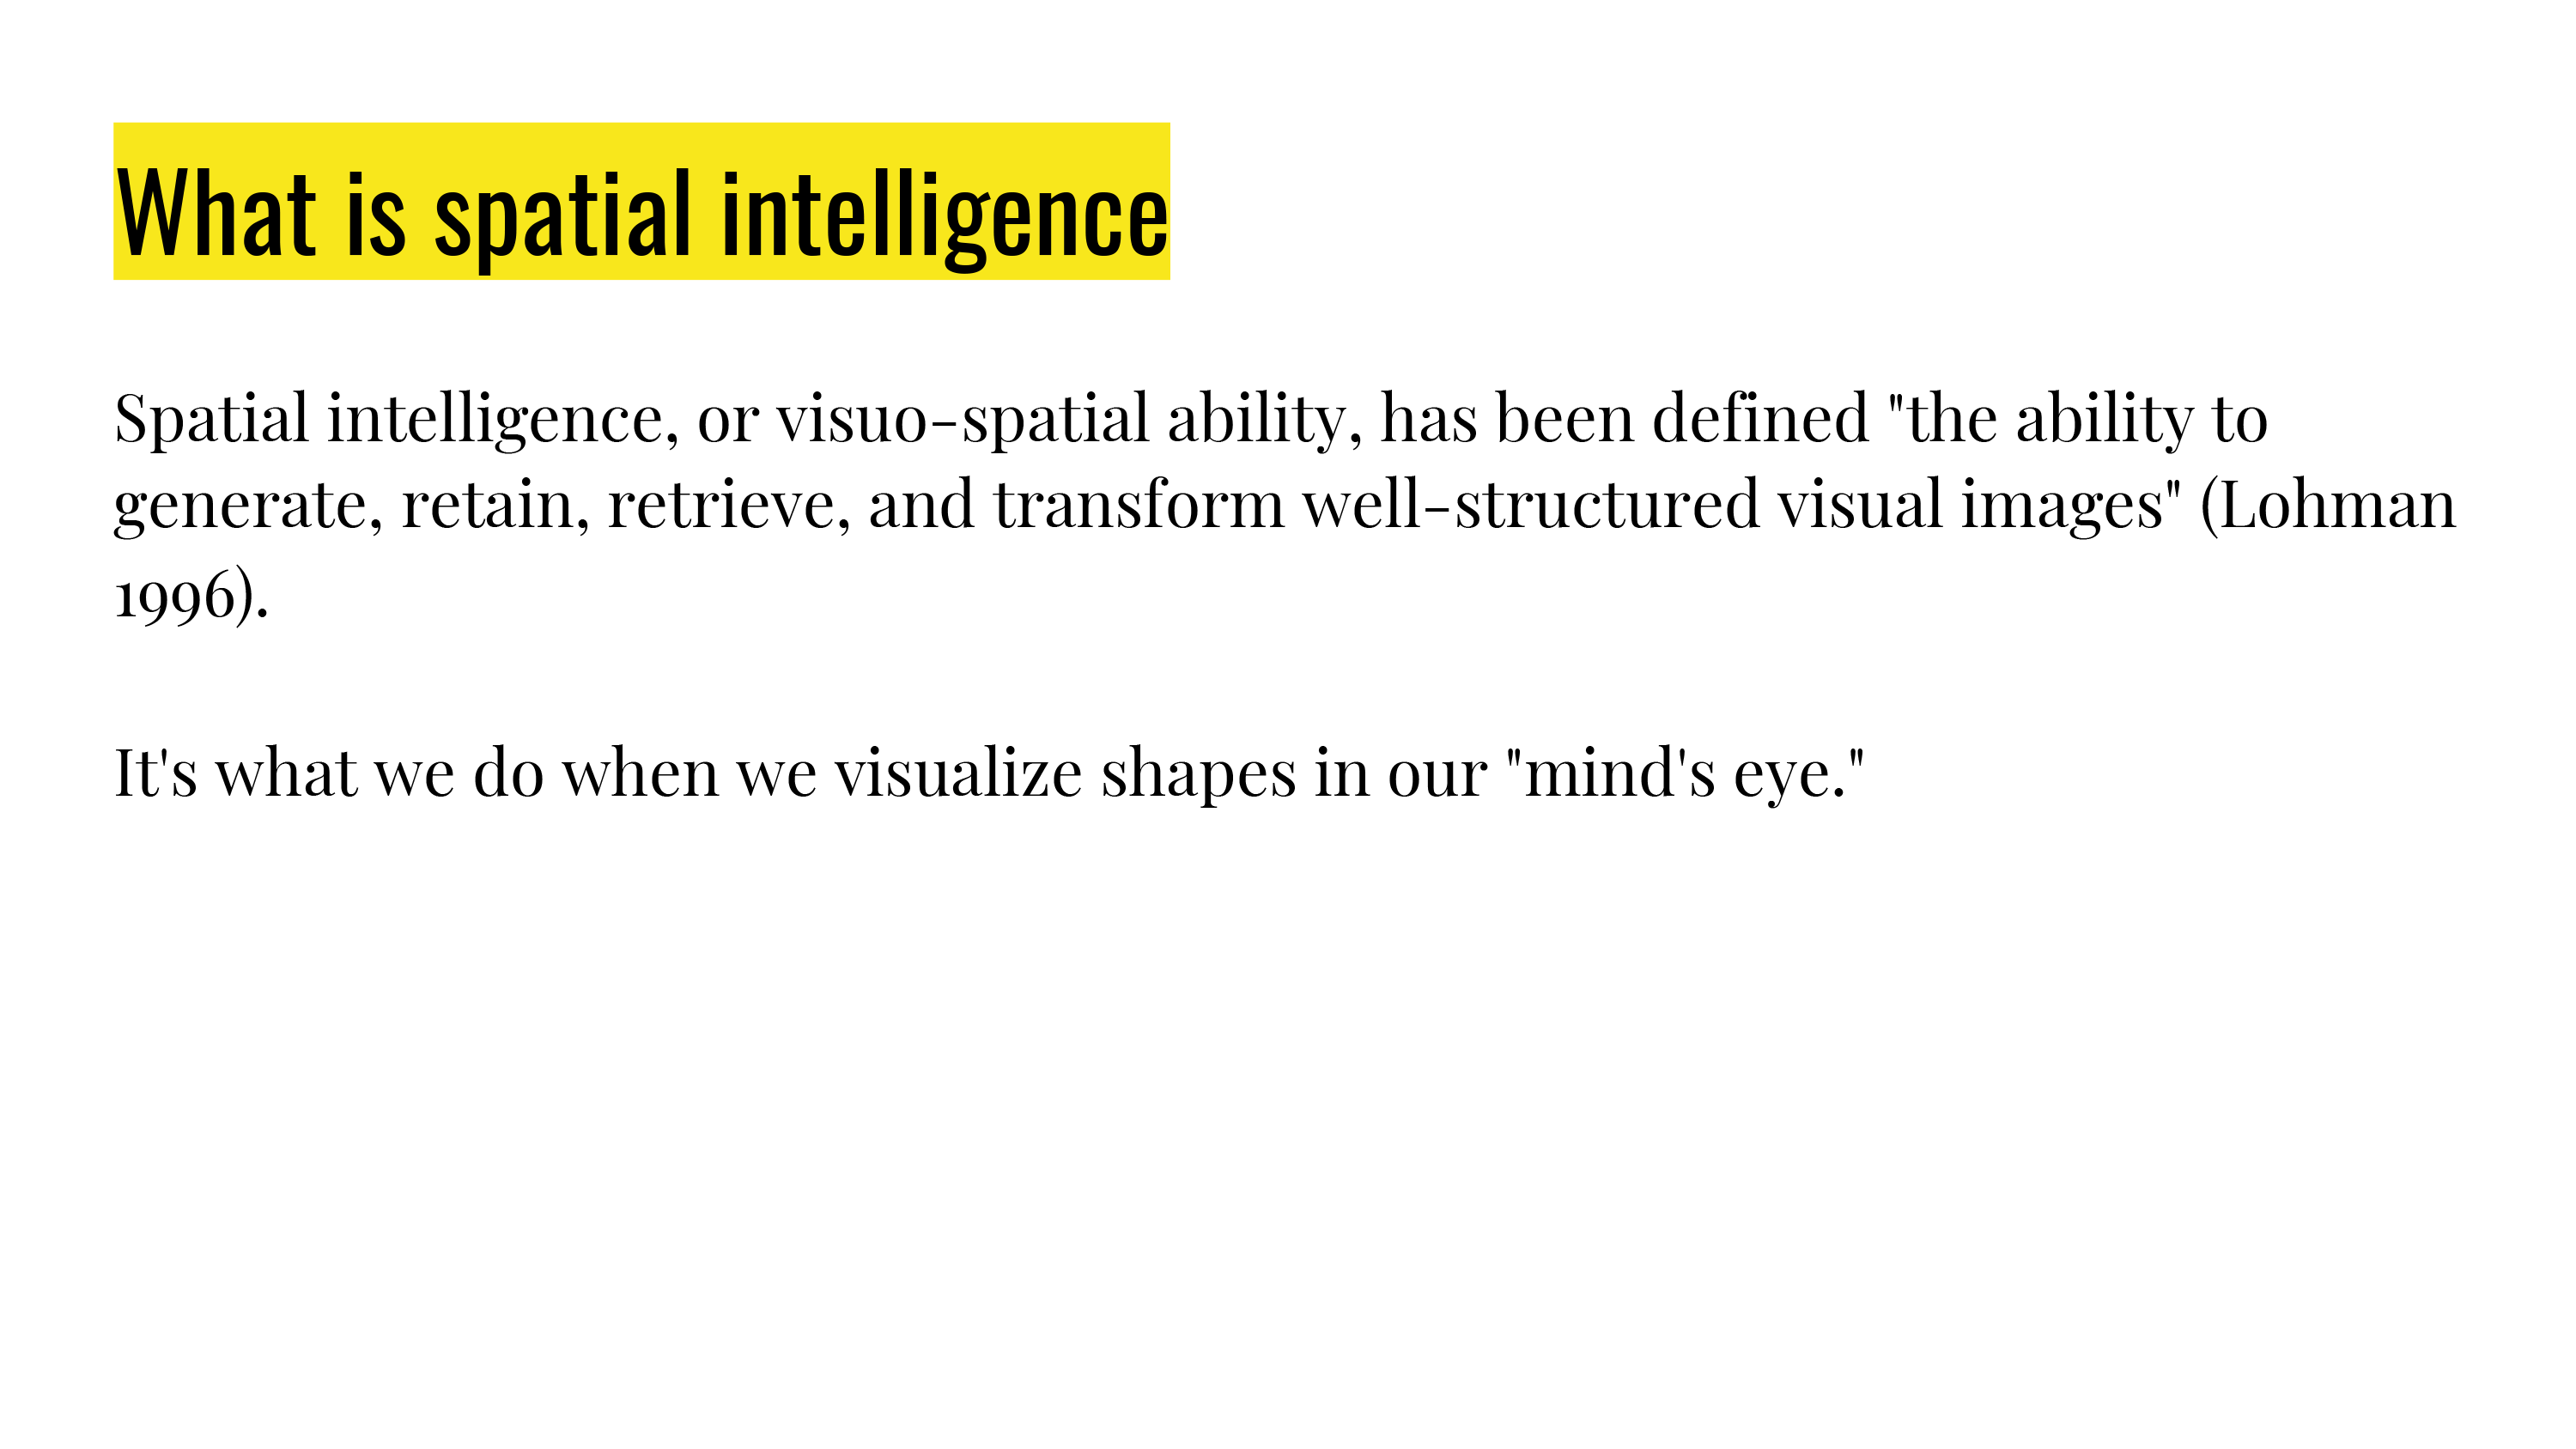 What is spatial intelligence
Spatial intelligence, or visuo-spatial ability, has been defined "the ability to
generate, retain, retrieve, and transform well-structured visual images" (Lohman
1996).
It's what we do when we visualize shapes in our "mind's eye."